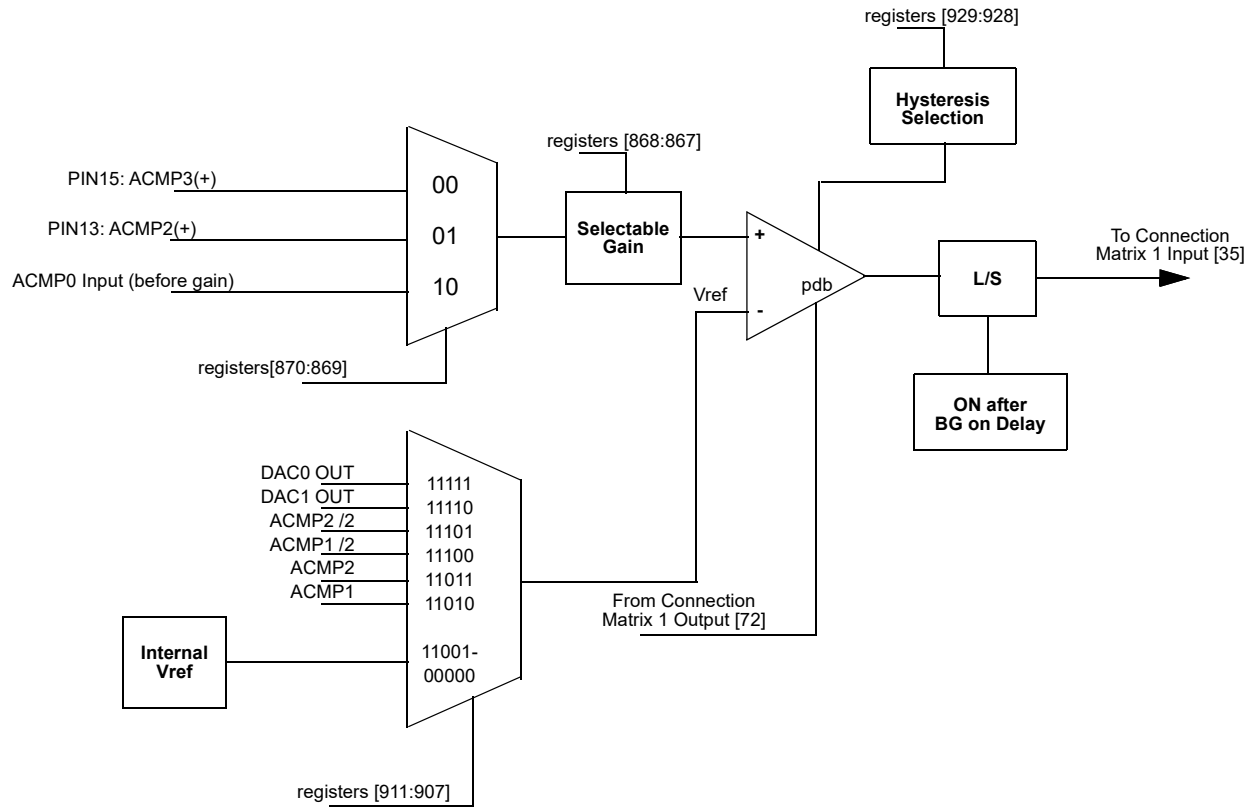 registers [929:928]
Hysteresis
Selection
registers [868:867]
PIN15: ACMP3(+)
00
PIN13: ACMP2(+)
01
ACMP0 Input (before gain)
10
Selectable
Gain
+
To Connection
Matrix 1 Input [35]
L/S
pdb
Vref
-
registers[870:869]
ON after
BG on Delay
DAC0 OUT
11111
DAC1 OUT
11110
ACMP2 /2
11101
ACMP1 /2
11100
ACMP2
11011
ACMP1
11010
From Connection
Matrix 1 Output [72]
Internal
Vref
11001-
00000
registers [911:907]